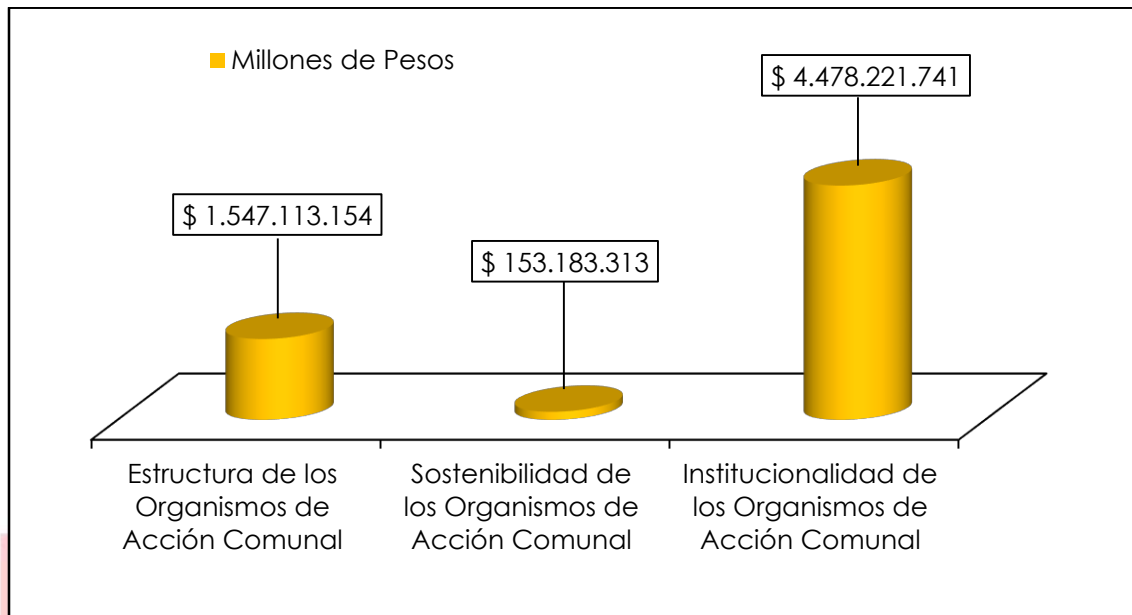 Millones de Pesos
$ 4.478.221.741
$ 1.547.113.154
$ 153.183.313
Estructura de los
Organismos de
Acción Comunal
Sostenibilidad de
los Organismos de
Acción Comunal
Institucionalidad de
los Organismos de
Acción Comunal